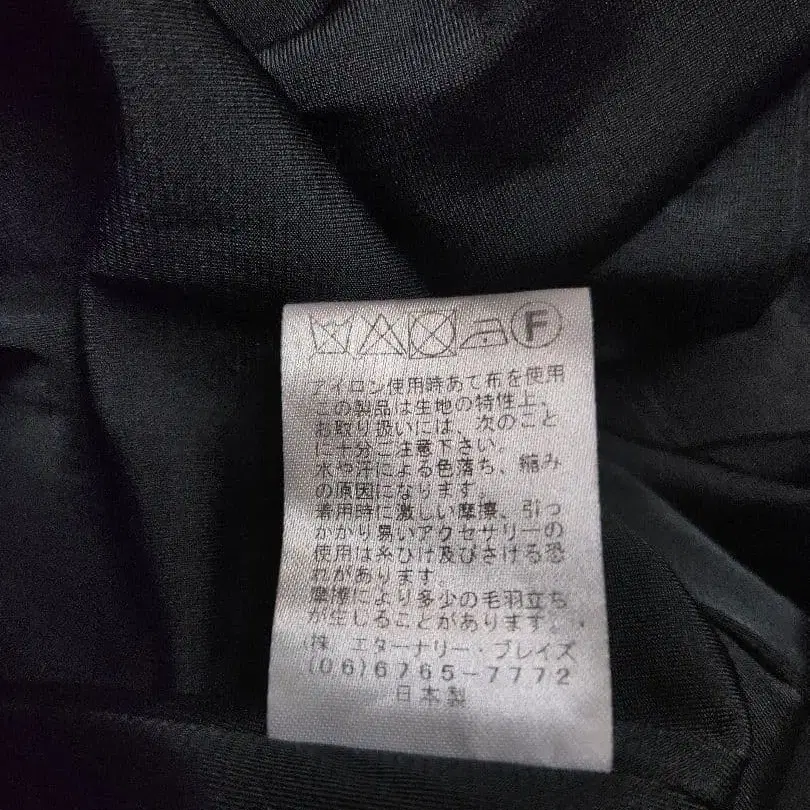 F
アイロン使用時あて布を使用
この製品は生地の特性上、
お取り扱いには、次のこと
に十分ご注意下さい。
水や汗による色落ち、縮み
の原因になります。
着用時に激しい摩擦、引っ
かかり易いアクセサリーの
使用は糸ひけ及びさける恐
れがあります。
摩擦により多少の毛羽立ち
が生じることがあります。
(株 エターナリー・ブレイズ
(06)6765-7772
日本製